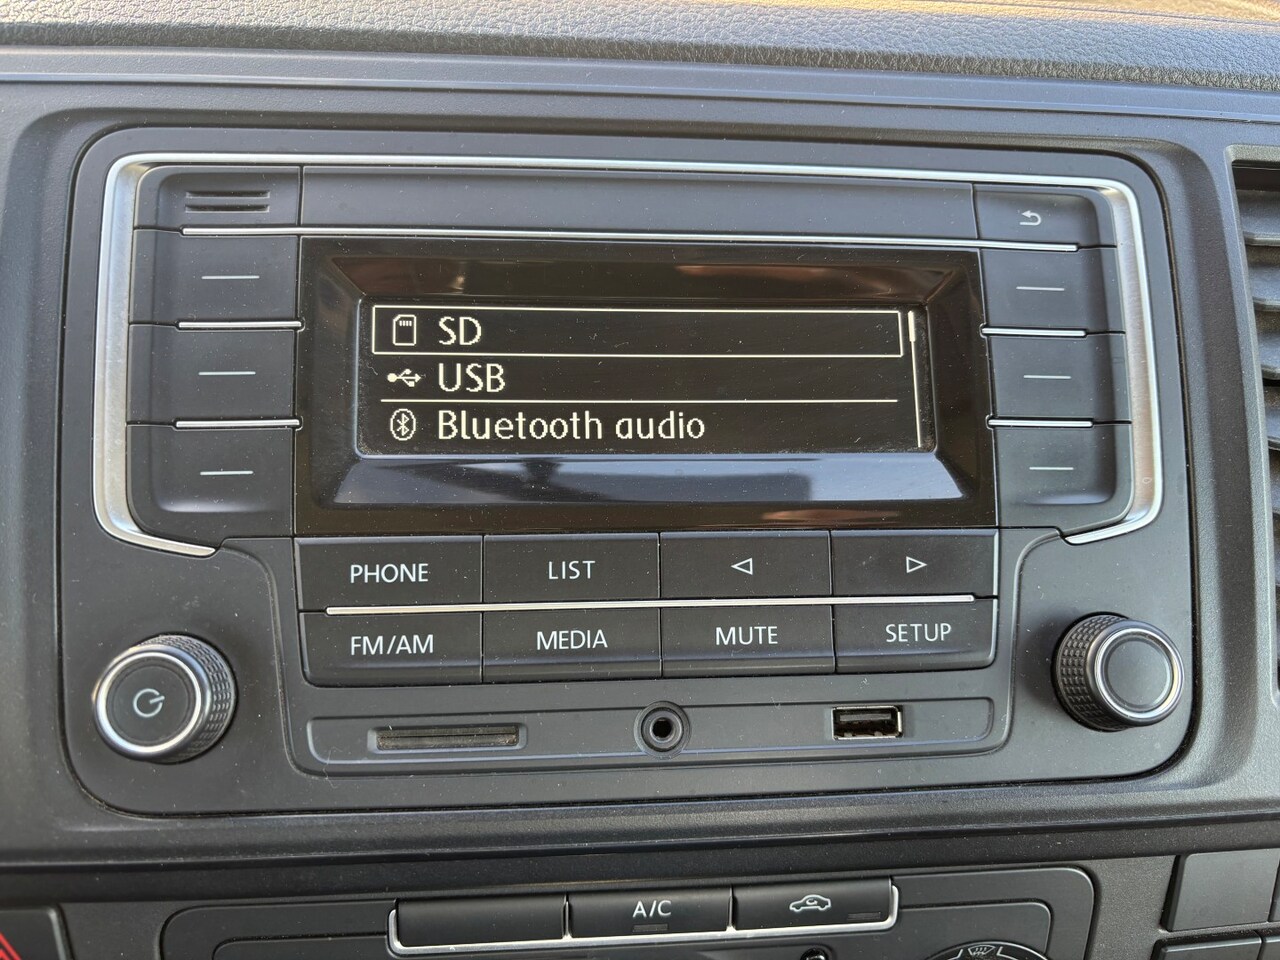 SD
USB
Bluetooth audio
PHONE LIST
FM/AM MEDIA MUTE SETUP
A/C